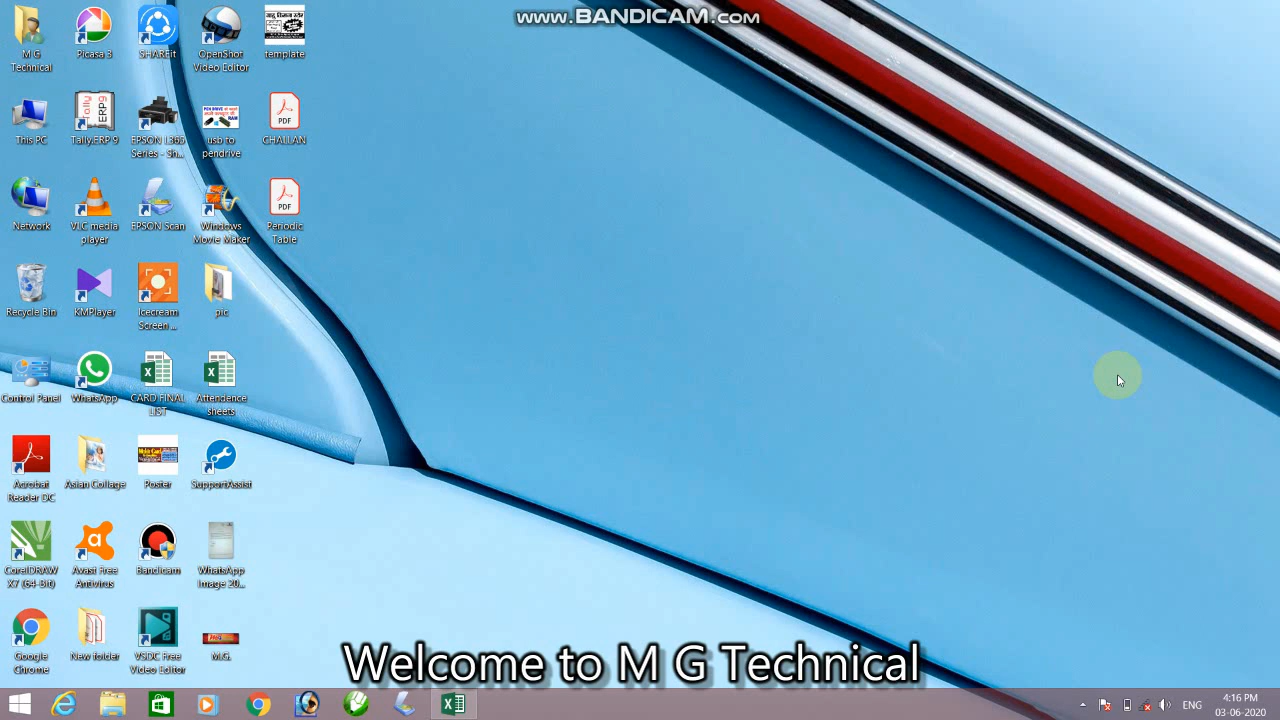 www.BANDICAM.com
M G
Technical
Picasa 3
SHAREit
OpenShot
Video Editor
template
This PC
Tally.ERP 9
EPSON L365
Series - Sh...
usb to
pendrive
CHALLAN
Network
VLC media
player
EPSON Scan
Windows
Movie Maker
Periodic
Table
Recycle Bin
KMPlayer
Icecream
Screen ...
pic
Control Panel
WhatsApp
CARD FINAL
LIST
Attendence
sheets
Acrobat
Reader DC
Asian Collage
Poster
SupportAssist
CorelDRAW
X7 (64-Bit)
Avast Free
Antivirus
Bandicam
WhatsApp
Image 20...
Google
Chrome
New folder
VSDC Free
Video Editor
M.G.
Welcome to M G Technical
ENG
4:16 PM
03-06-2020